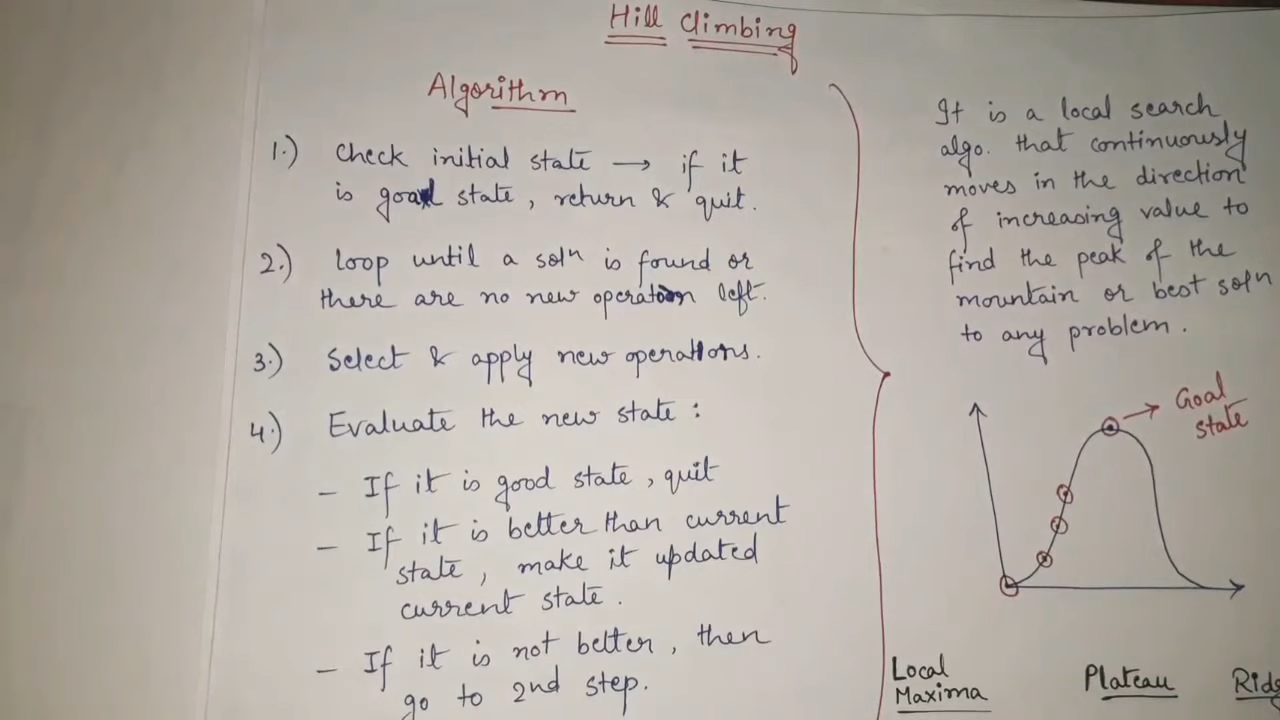 Hill Climbing
Algorithm
1.) Check initial state → if it
is goal state, return & quit.
2.) Loop until a solⁿ is found or
there are no new operation left.
3.) Select & apply new operations.
4.) Evaluate the new state :
- If it is good state, quit
- If it is better than current
state, make it updated
current state.
- If it is not better, then
go to 2nd step.
It is a local search
algo. that continuously
moves in the direction
of increasing value to
find the peak of the
mountain or best solⁿ
to any problem.
→ Goal
state
Local
Maxima
Plateau
Ridg